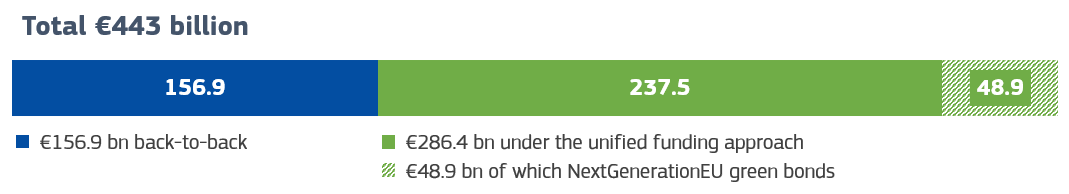 Total €443 billion
156.9 237.5 48.9
€156.9 bn back-to-back
€286.4 bn under the unified funding approach
€48.9 bn of which NextGenerationEU green bonds